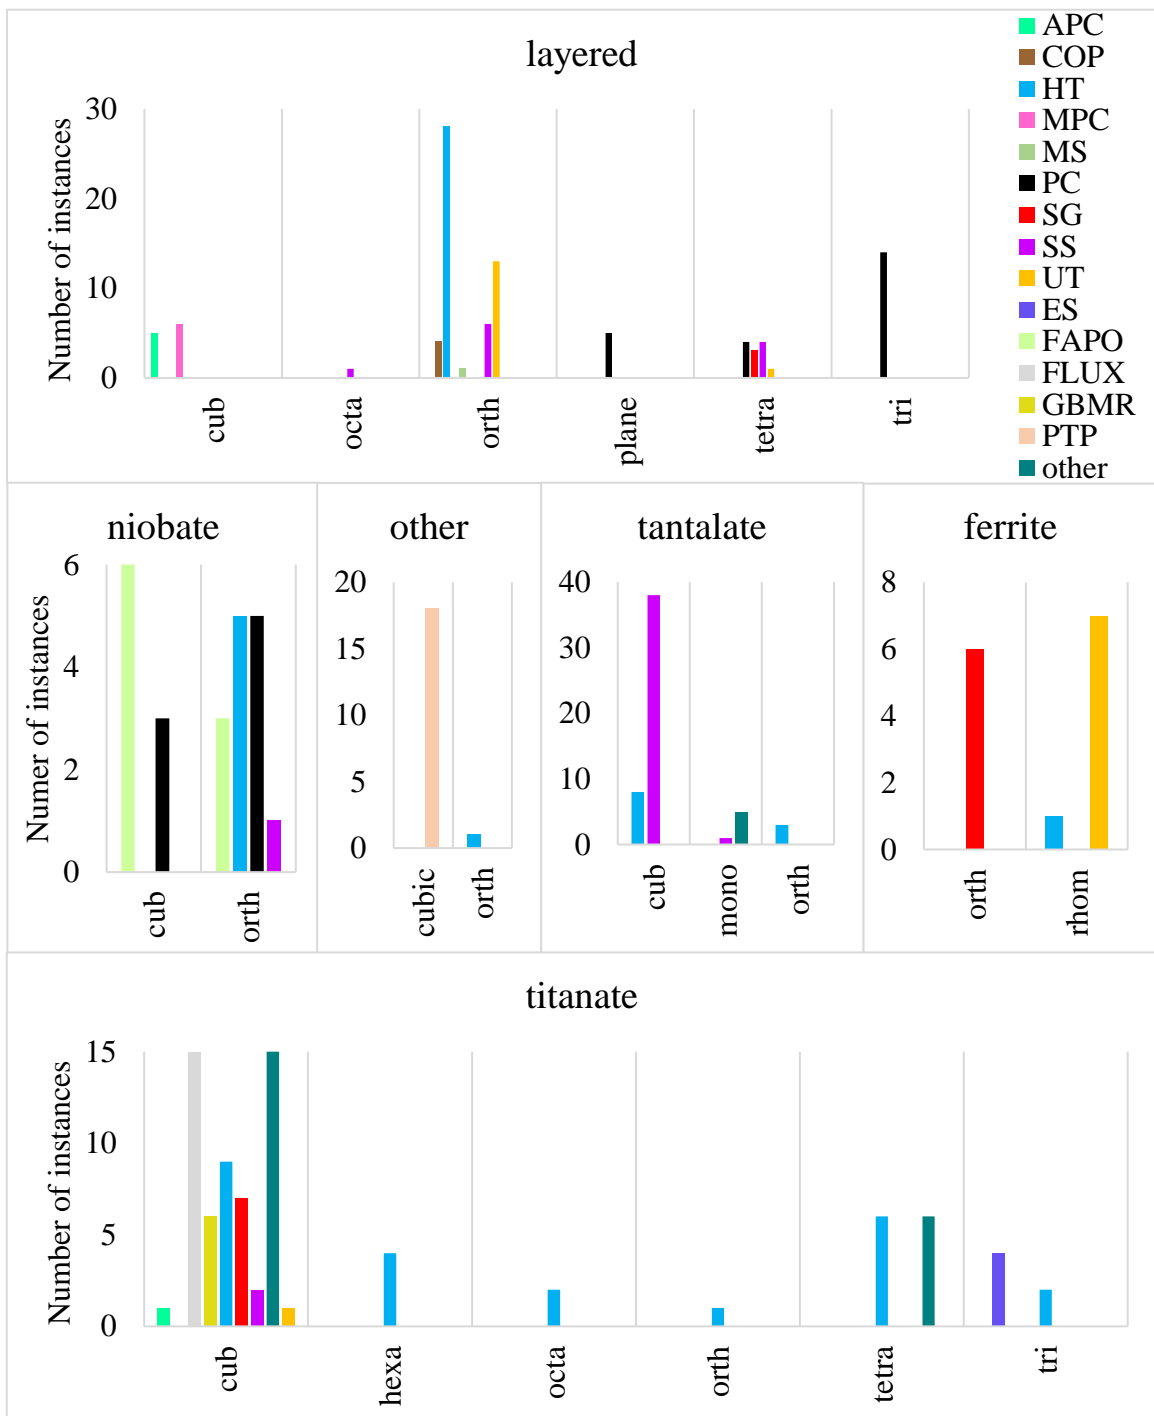 layered
Number of instances
30
20
10
0
cub
octa
orth
plane
tetra
tri
APC
COP
HT
MPC
MS
PC
SG
SS
UT
ES
FAPO
FLUX
GBMR
PTP
other
niobate
Numer of instances
6
4
2
0
cub
orth
other
20
15
10
5
0
cubic
orth
tantalate
40
30
20
10
0
cub
mono
orth
ferrite
8
6
4
2
0
orth
rhom
titanate
Number of instances
15
10
5
0
cub
hexa
octa
orth
tetra
tri